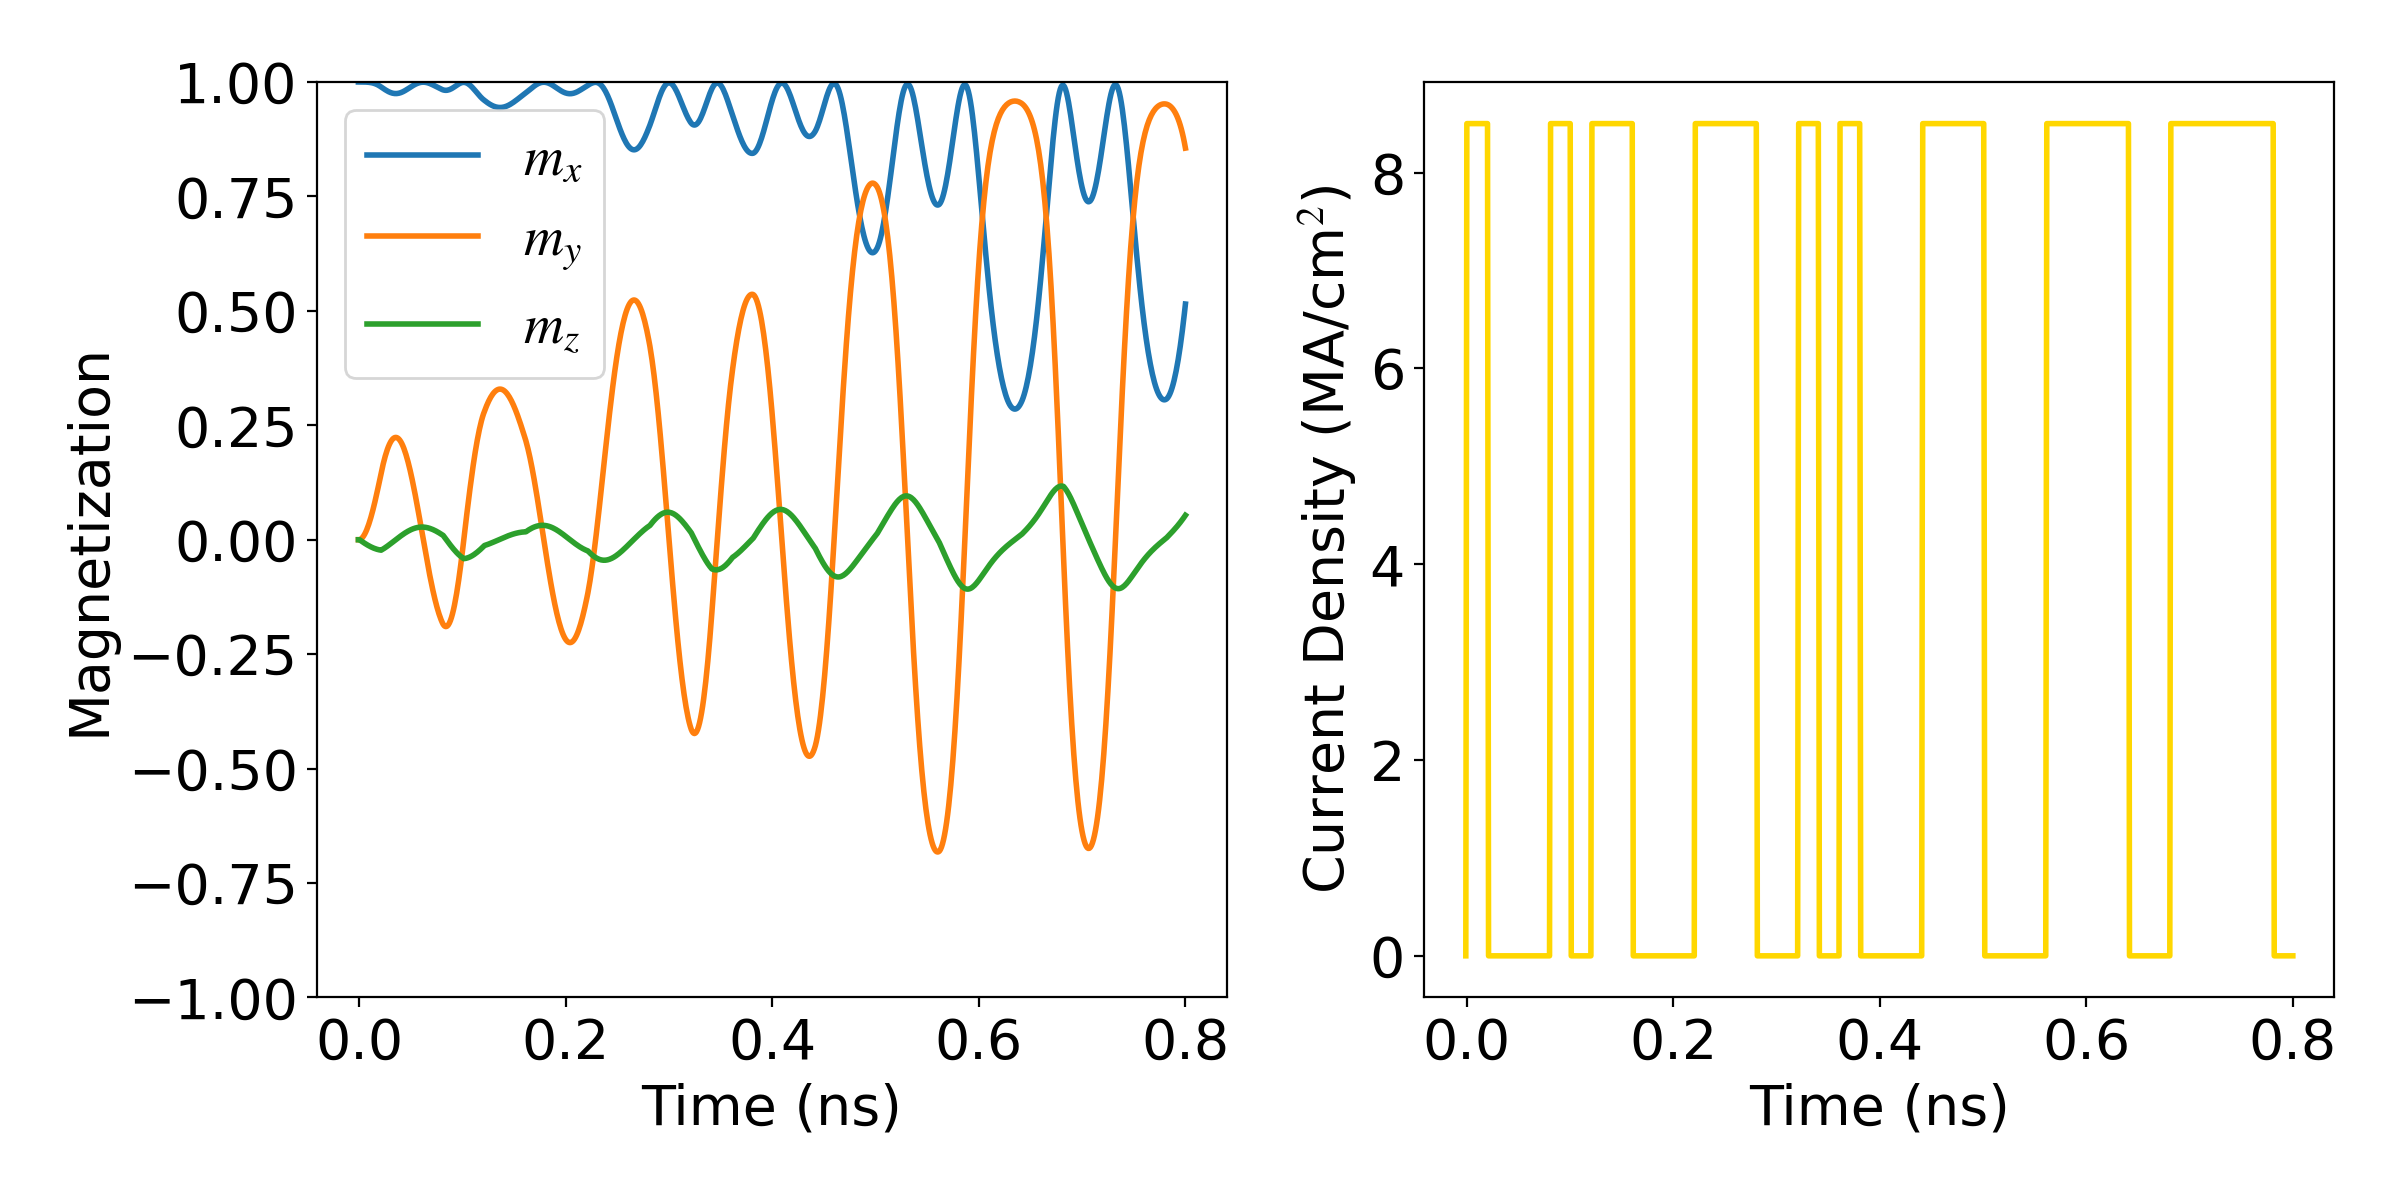 Magnetization
1.00
0.75
0.50
0.25
0.00
−0.25
−0.50
−0.75
−1.00
m_x
m_y
m_z
0.0 0.2 0.4 0.6 0.8
Time (ns)
Current Density (MA/cm²)
8
6
4
2
0
0.0 0.2 0.4 0.6 0.8
Time (ns)